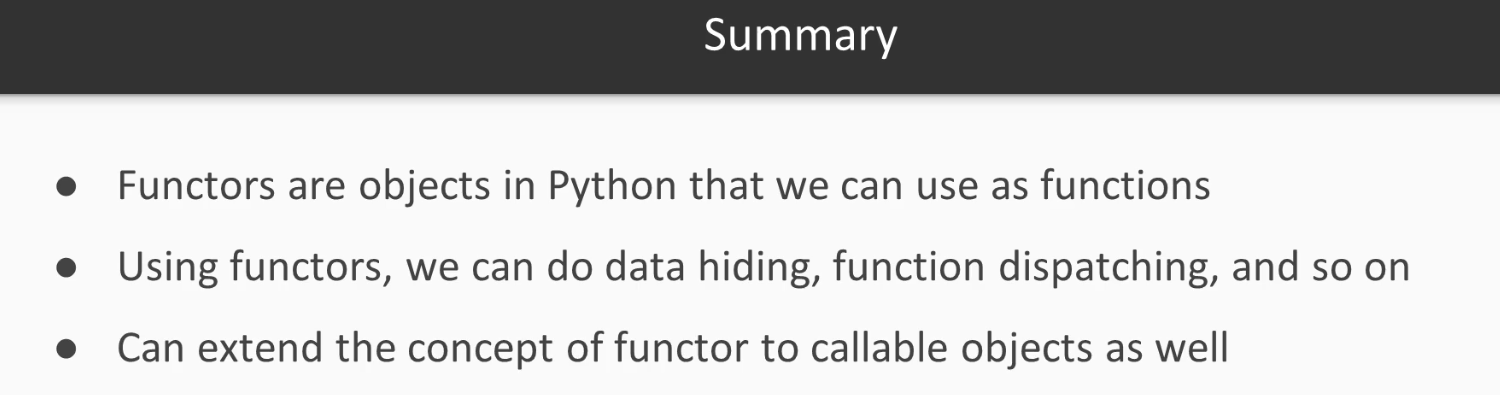 Summary
● Functors are objects in Python that we can use as functions
● Using functors, we can do data hiding, function dispatching, and so on
● Can extend the concept of functor to callable objects as well